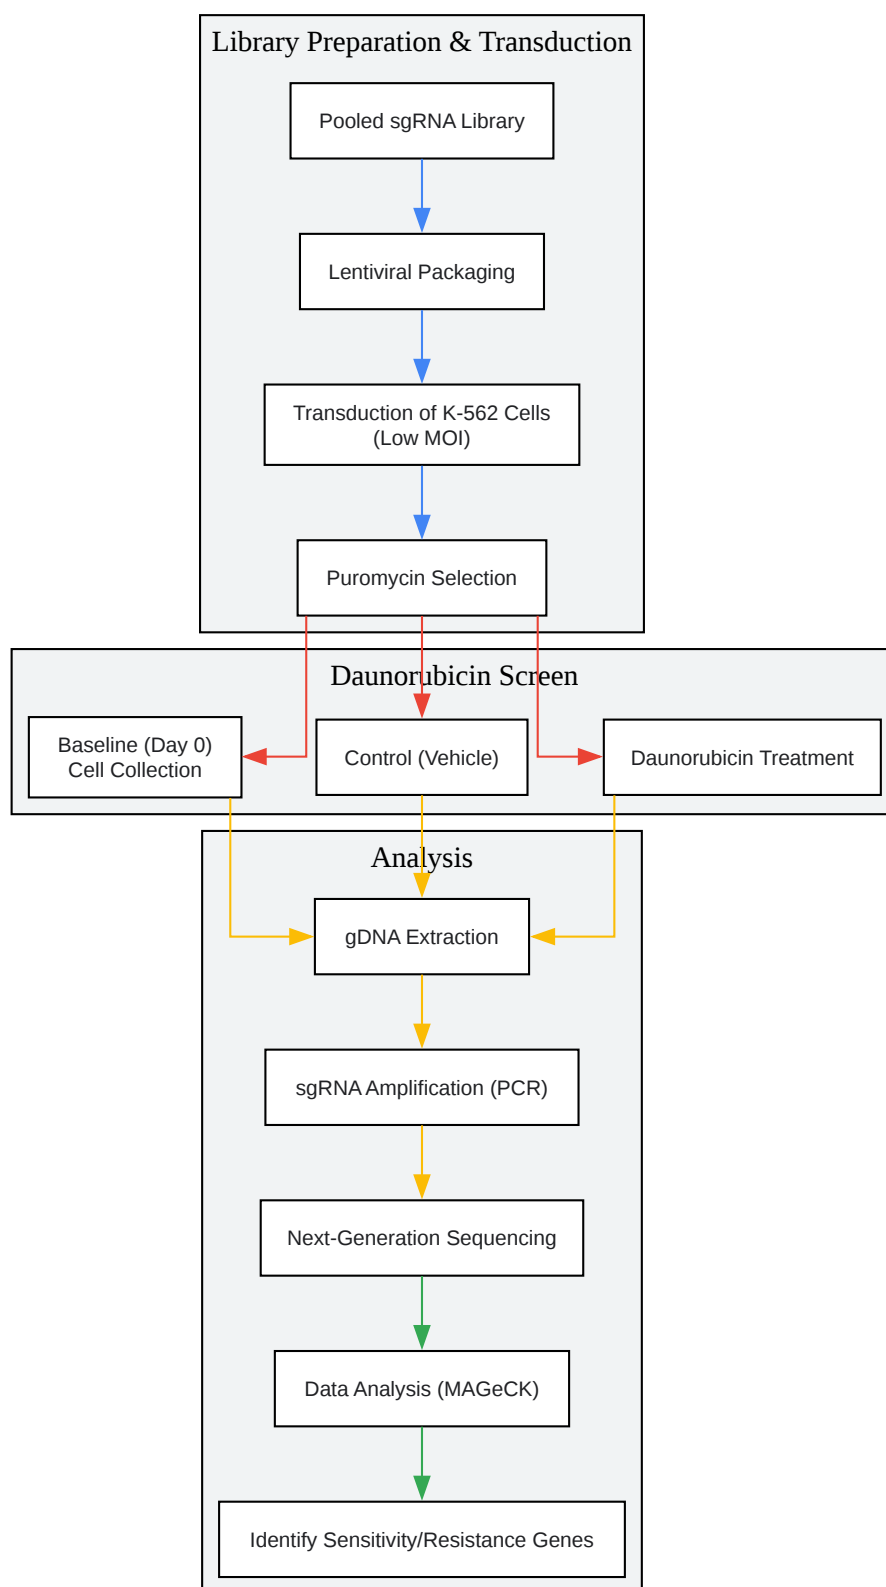 Library Preparation & Transduction
Pooled sgRNA Library
Lentiviral Packaging
Transduction of K-562 Cells
(Low MOI)
Puromycin Selection
Daunorubicin Screen
Baseline (Day 0)
Cell Collection
Control (Vehicle)
Daunorubicin Treatment
Analysis
gDNA Extraction
sgRNA Amplification (PCR)
Next-Generation Sequencing
Data Analysis (MAGeCK)
Identify Sensitivity/Resistance Genes